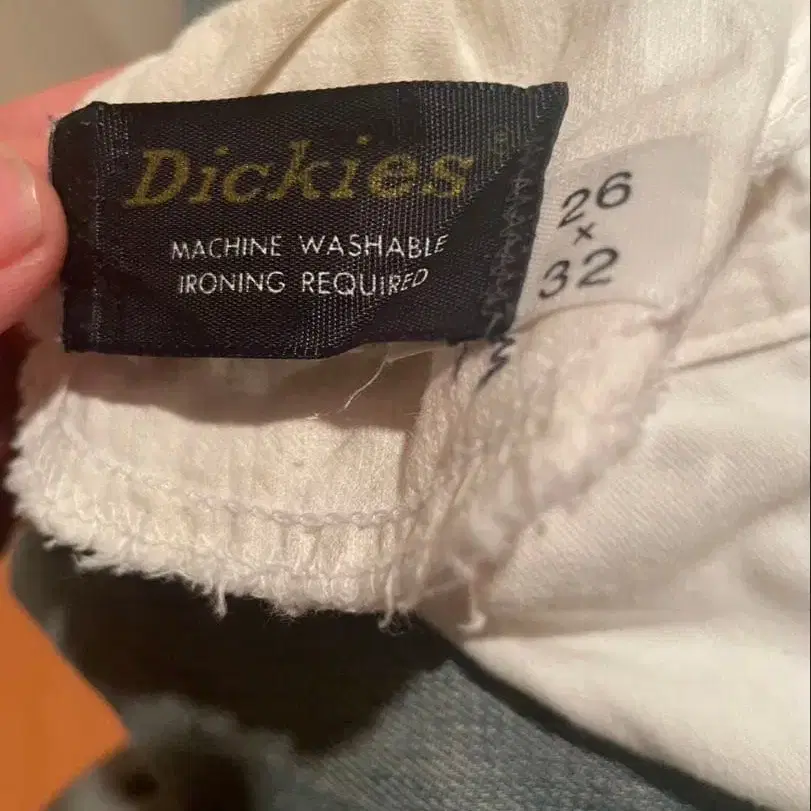 Dickies®
MACHINE WASHABLE
IRONING REQUIRED
26
x
32